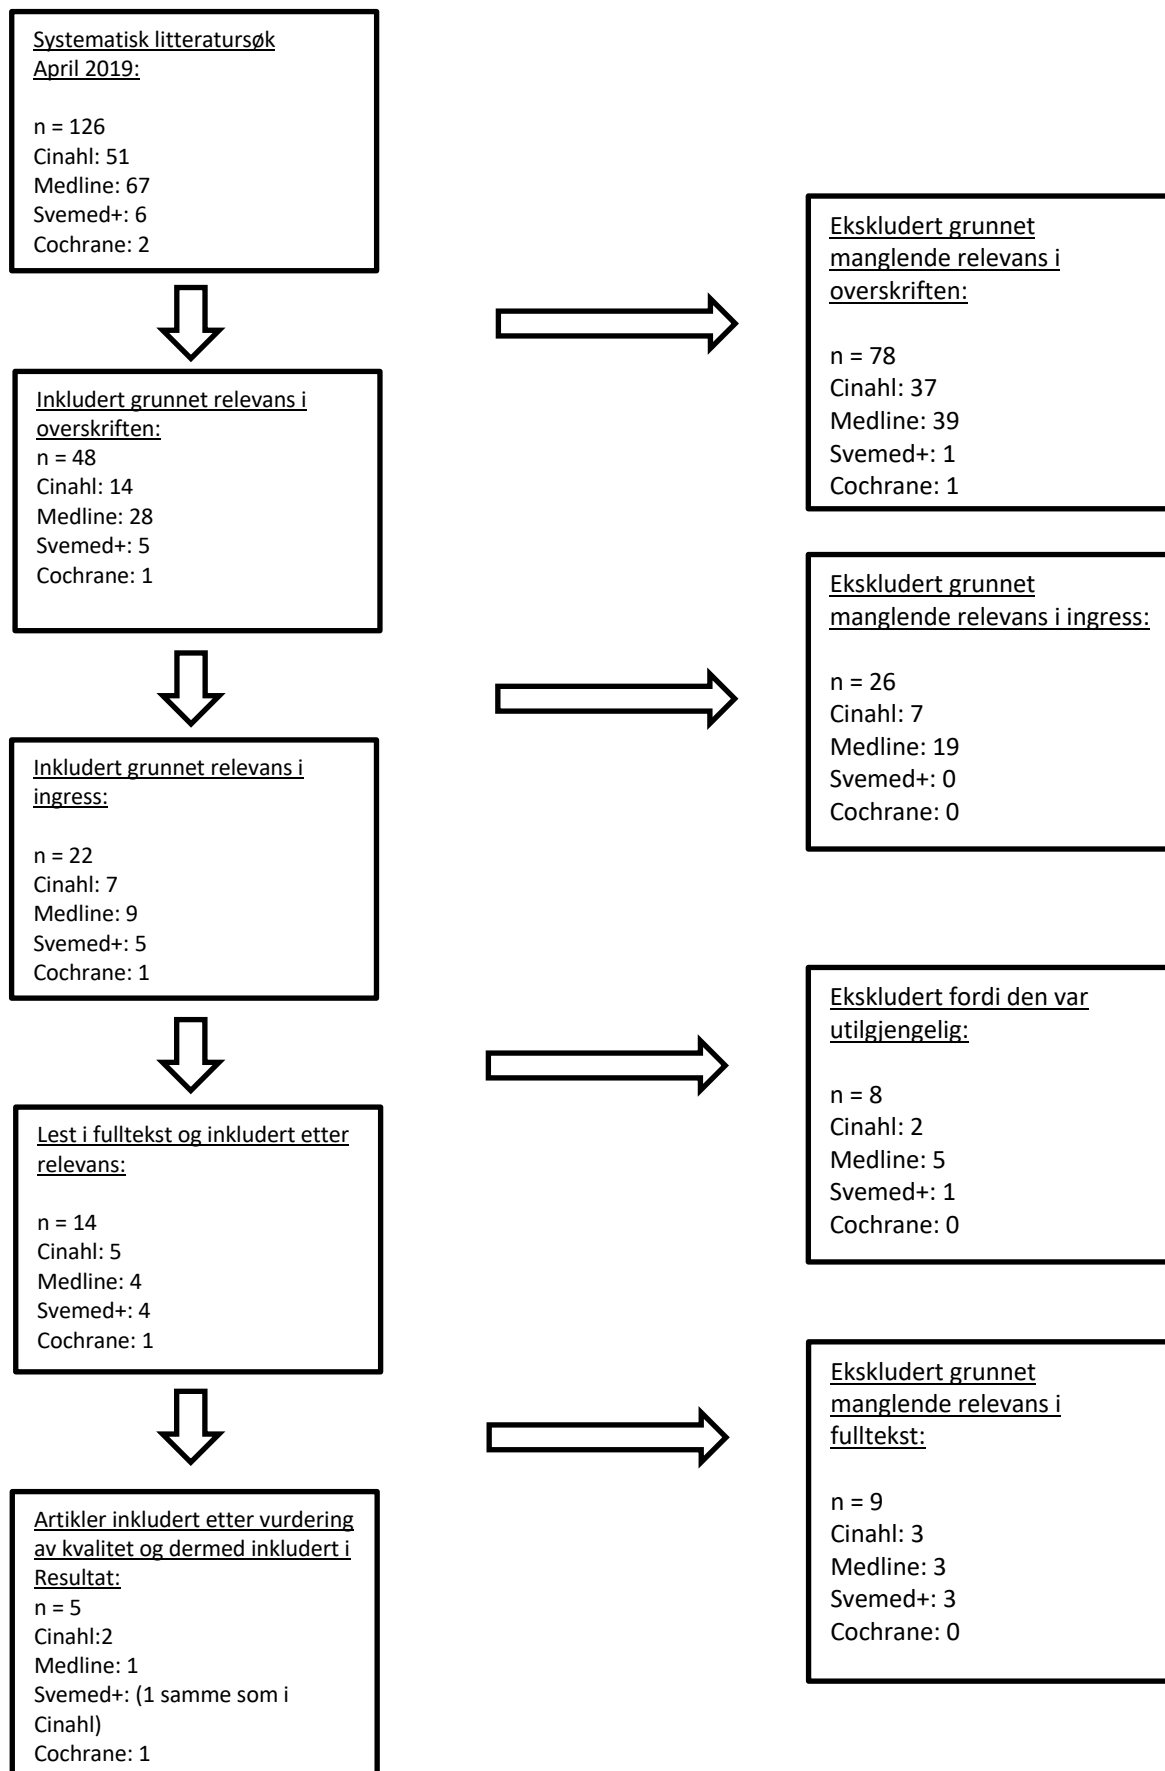 Systematisk litteratursøk
April 2019:
n = 126
Cinahl: 51
Medline: 67
Svemed+: 6
Cochrane: 2
Ekskludert grunnet
manglende relevans i
overskriften:
n = 78
Cinahl: 37
Medline: 39
Svemed+: 1
Cochrane: 1
Inkludert grunnet relevans i
overskriften:
n = 48
Cinahl: 14
Medline: 28
Svemed+: 5
Cochrane: 1
Ekskludert grunnet
manglende relevans i ingress:
n = 26
Cinahl: 7
Medline: 19
Svemed+: 0
Cochrane: 0
Inkludert grunnet relevans i
ingress:
n = 22
Cinahl: 7
Medline: 9
Svemed+: 5
Cochrane: 1
Ekskludert fordi den var
utilgjengelig:
n = 8
Cinahl: 2
Medline: 5
Svemed+: 1
Cochrane: 0
Lest i fulltekst og inkludert etter
relevans:
n = 14
Cinahl: 5
Medline: 4
Svemed+: 4
Cochrane: 1
Ekskludert grunnet
manglende relevans i
fulltekst:
n = 9
Cinahl: 3
Medline: 3
Svemed+: 3
Cochrane: 0
Artikler inkludert etter vurdering
av kvalitet og dermed inkludert i
Resultat:
n = 5
Cinahl:2
Medline: 1
Svemed+: (1 samme som i
Cinahl)
Cochrane: 1